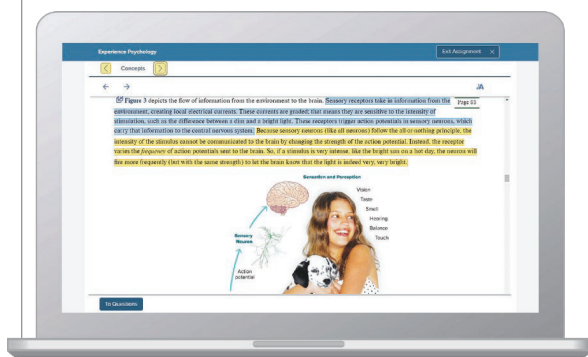 Experience Psychology
Exit Assignment ×
Concepts
A
Figure 3 depicts the flow of information from the environment to the brain. Sensory receptors take in information from the
Page 83
environment, creating local electrical currents. These currents are graded; that means they are sensitive to the intensity of
stimulation, such as the difference between a dim and a bright light. These receptors trigger action potentials in sensory neurons, which
carry that information to the central nervous system. Because sensory neurons (like all neurons) follow the all-or-nothing principle, the
intensity of the stimulus cannot be communicated to the brain by changing the strength of the action potential. Instead, the receptor
varies the frequency of action potentials sent to the brain. So, if a stimulus is very intense, like the bright sun on a hot day, the neuron will
fire more frequently (but with the same strength) to let the brain know that the light is indeed very, very bright.
Sensation and Perception
Vision
Taste
Smell
Hearing
Balance
Touch
Sensory
Neuron
Action
potential
To Questions